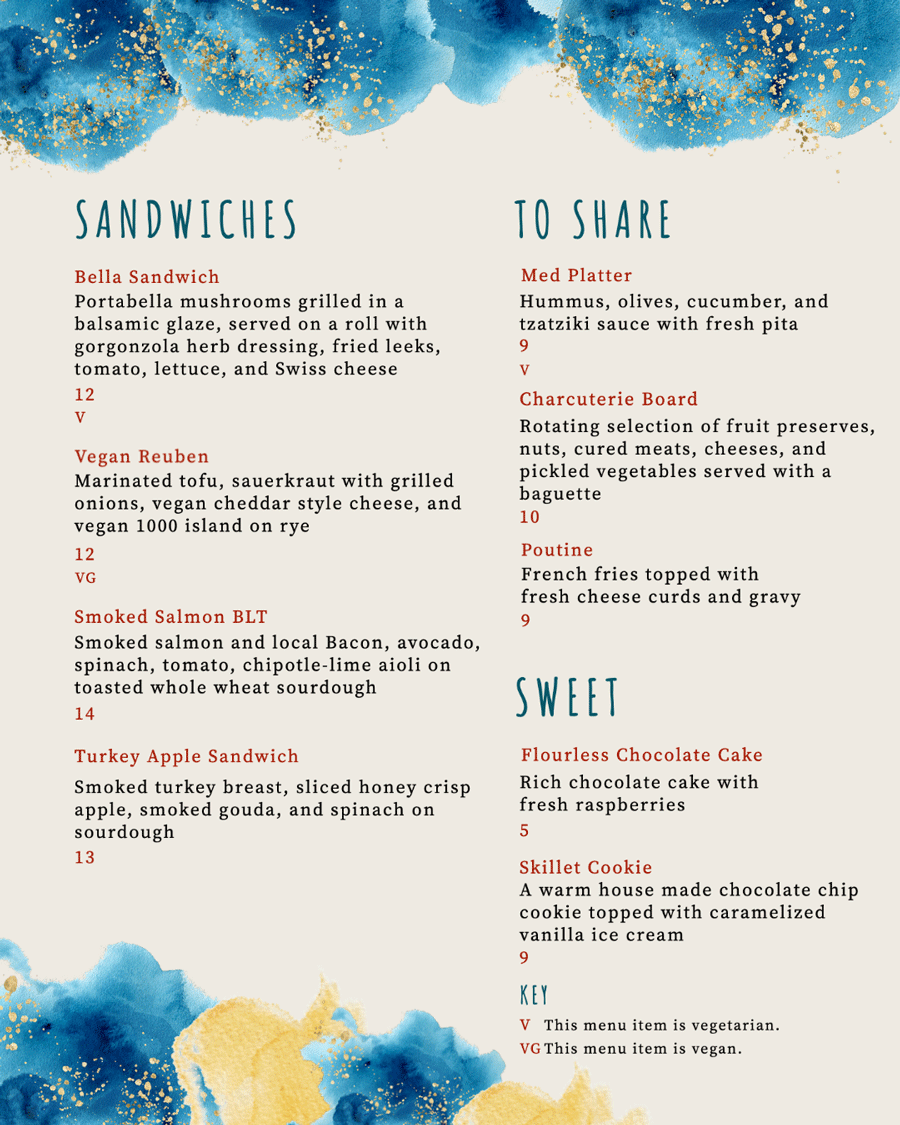 SANDWICHES
Bella Sandwich
Portabella mushrooms grilled in a
balsamic glaze, served on a roll with
gorgonzola herb dressing, fried leeks,
tomato, lettuce, and Swiss cheese
12
V
Vegan Reuben
Marinated tofu, sauerkraut with grilled
onions, vegan cheddar style cheese, and
vegan 1000 island on rye
12
VG
Smoked Salmon BLT
Smoked salmon and local Bacon, avocado,
spinach, tomato, chipotle-lime aioli on
toasted whole wheat sourdough
14
Turkey Apple Sandwich
Smoked turkey breast, sliced honey crisp
apple, smoked gouda, and spinach on
sourdough
13
TO SHARE
Med Platter
Hummus, olives, cucumber, and
tzatziki sauce with fresh pita
9
V
Charcuterie Board
Rotating selection of fruit preserves,
nuts, cured meats, cheeses, and
pickled vegetables served with a
baguette
10
Poutine
French fries topped with
fresh cheese curds and gravy
9
SWEET
Flourless Chocolate Cake
Rich chocolate cake with
fresh raspberries
5
Skillet Cookie
A warm house made chocolate chip
cookie topped with caramelized
vanilla ice cream
9
KEY
V This menu item is vegetarian.
VG This menu item is vegan.